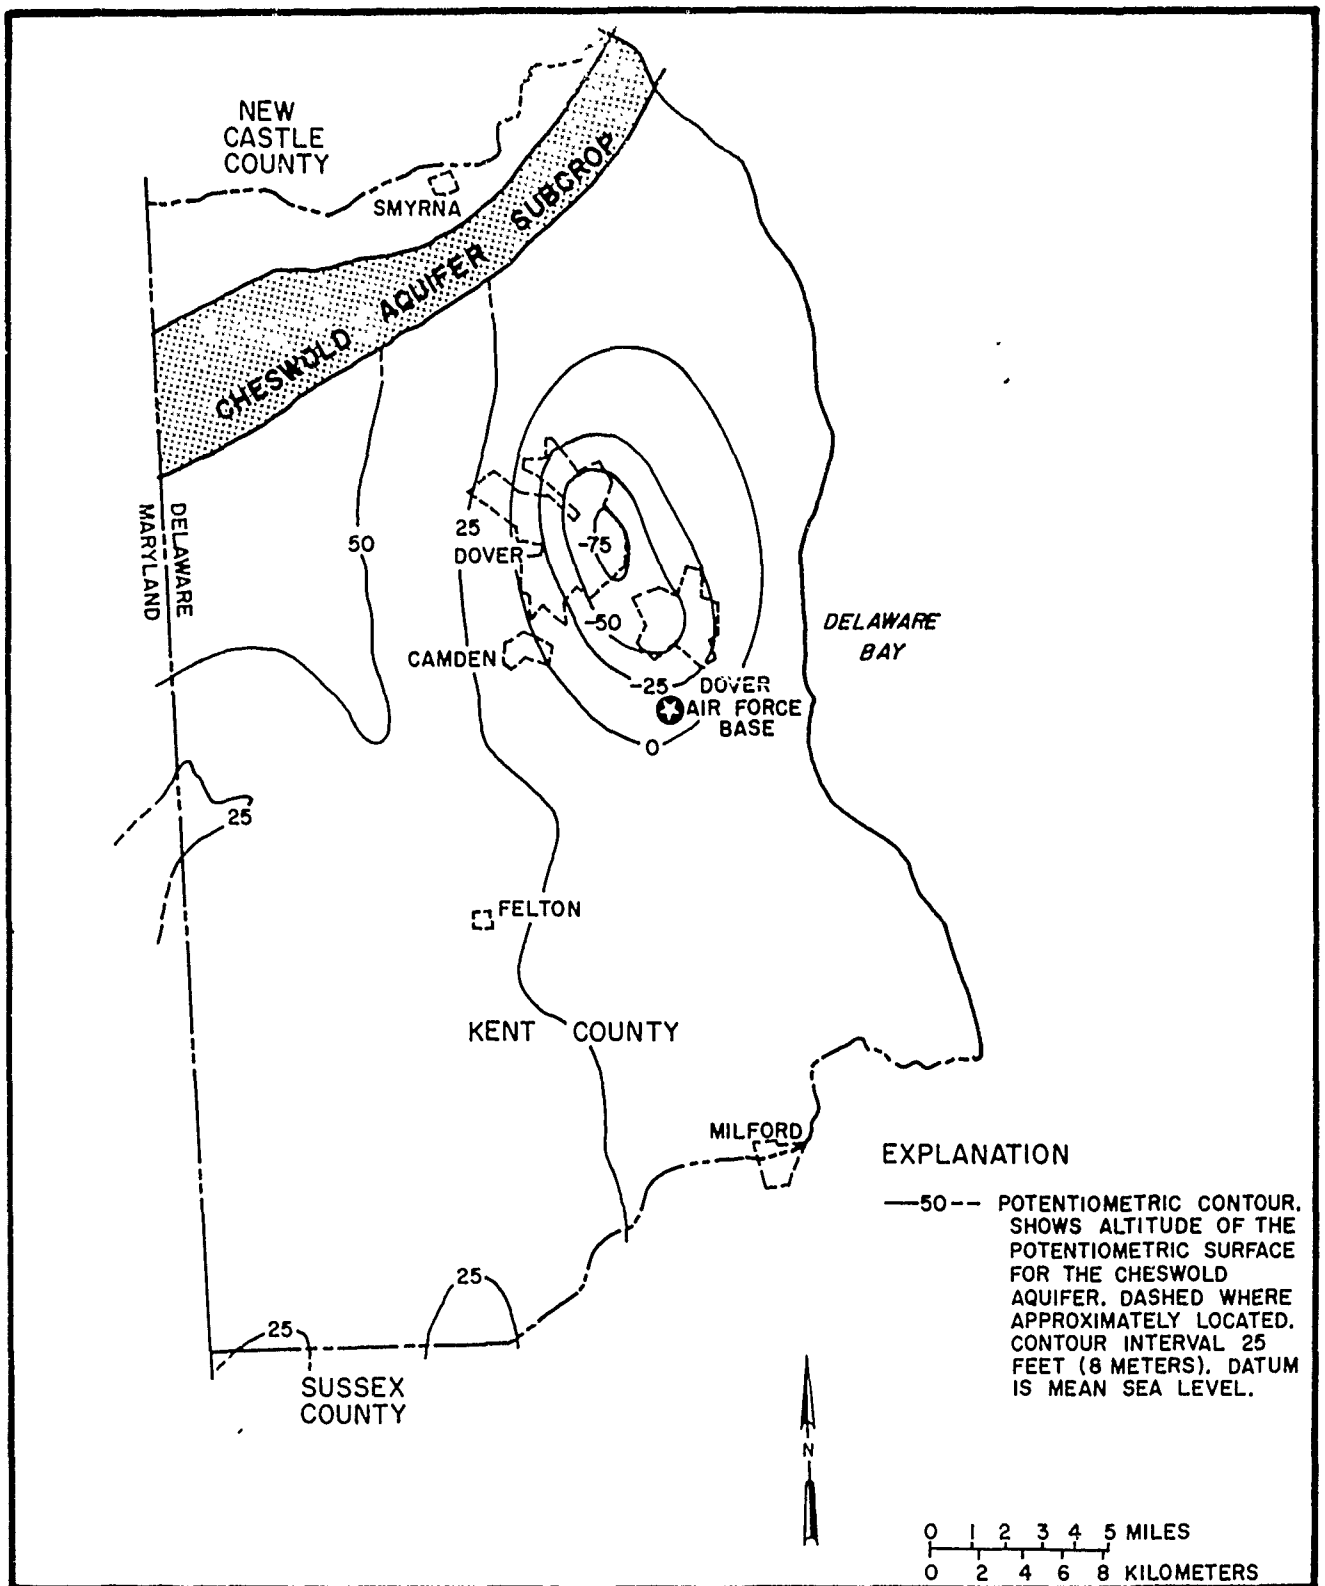 NEW
CASTLE
COUNTY
SMYRNA
CHESWOLD AQUIFER SUBCROP
MARYLAND
DELAWARE
50
25
DOVER
-75
-50
CAMDEN
-25
DOVER
AIR FORCE
BASE
0
DELAWARE
BAY
25
FELTON
KENT COUNTY
MILFORD
25
25
SUSSEX
COUNTY
EXPLANATION
—50-- POTENTIOMETRIC CONTOUR.
SHOWS ALTITUDE OF THE
POTENTIOMETRIC SURFACE
FOR THE CHESWOLD
AQUIFER. DASHED WHERE
APPROXIMATELY LOCATED.
CONTOUR INTERVAL 25
FEET (8 METERS). DATUM
IS MEAN SEA LEVEL.
N
0 1 2 3 4 5 MILES
0 2 4 6 8 KILOMETERS